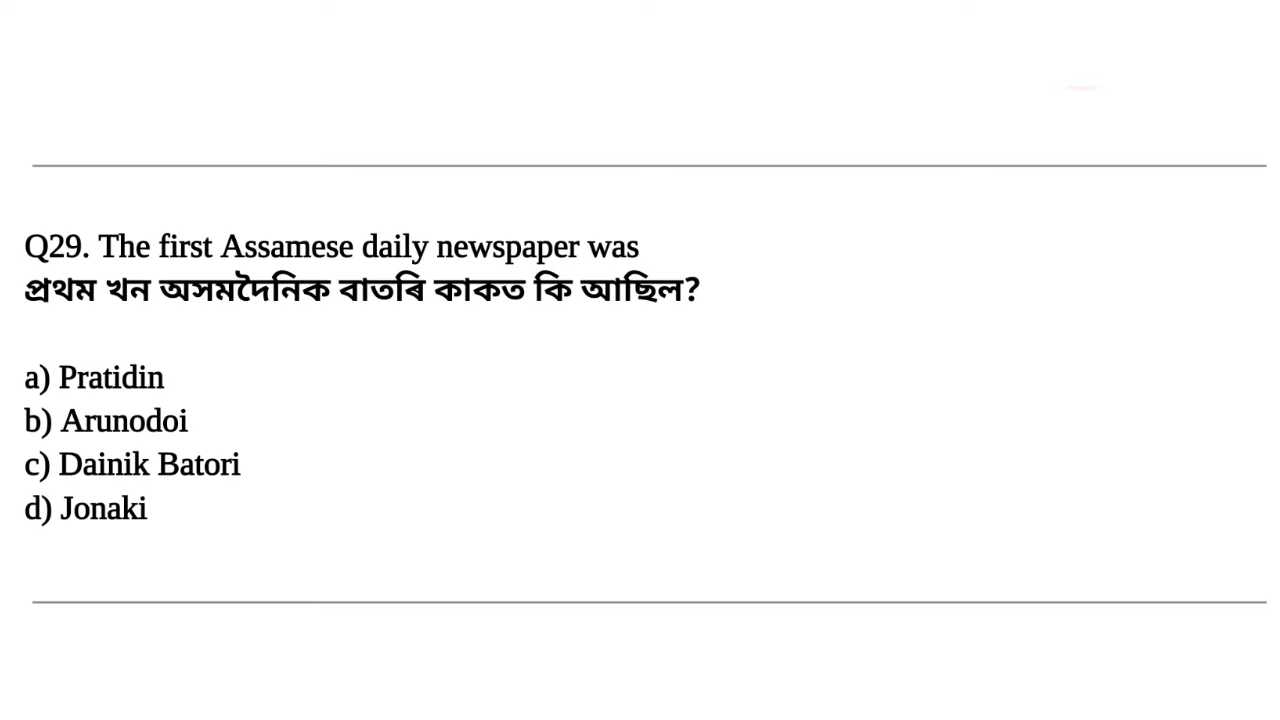 Q29. The first Assamese daily newspaper was
প্ৰথম খন অসমদৈনিক বাতৰি কাকত কি আছিল?
a) Pratidin
b) Arunodoi
c) Dainik Batori
d) Jonaki